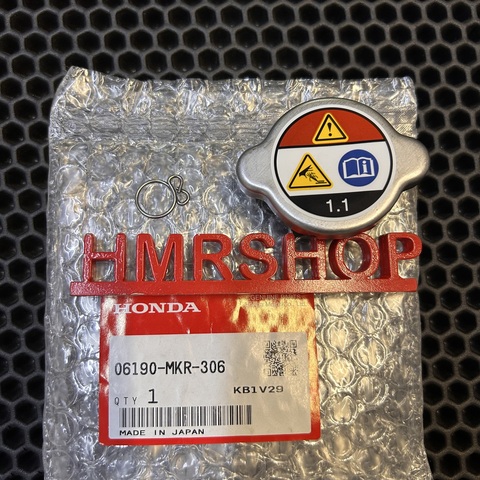 1.1
HMRSHOP
HONDA
06190-MKR-306
QTY 1
KB1V29
MADE IN JAPAN